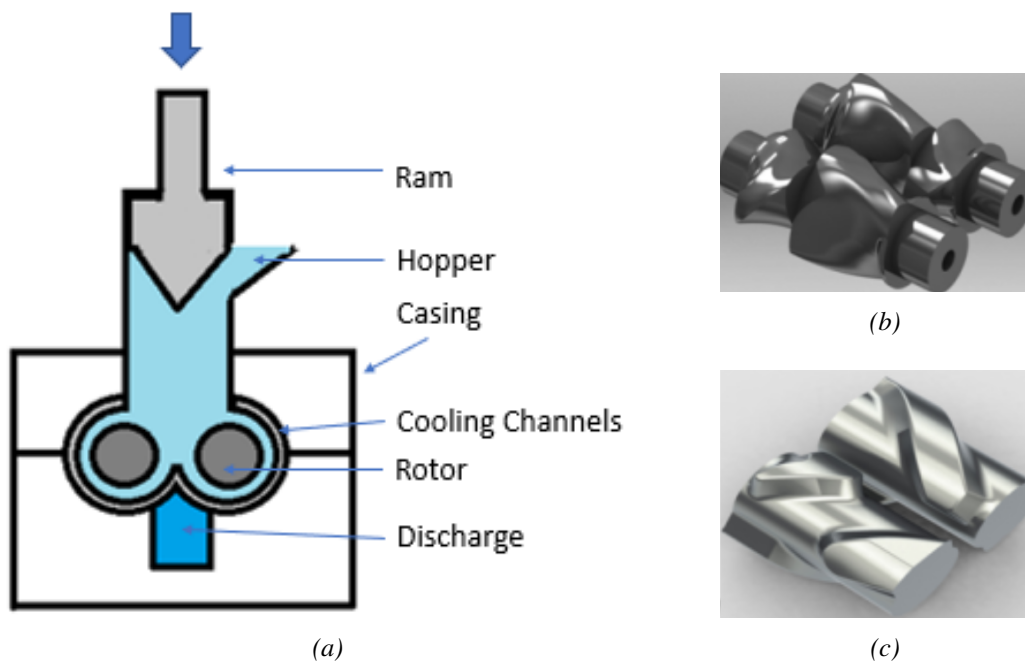 Ram
Hopper
Casing
Cooling Channels
Rotor
Discharge
(a)
(b)
(c)